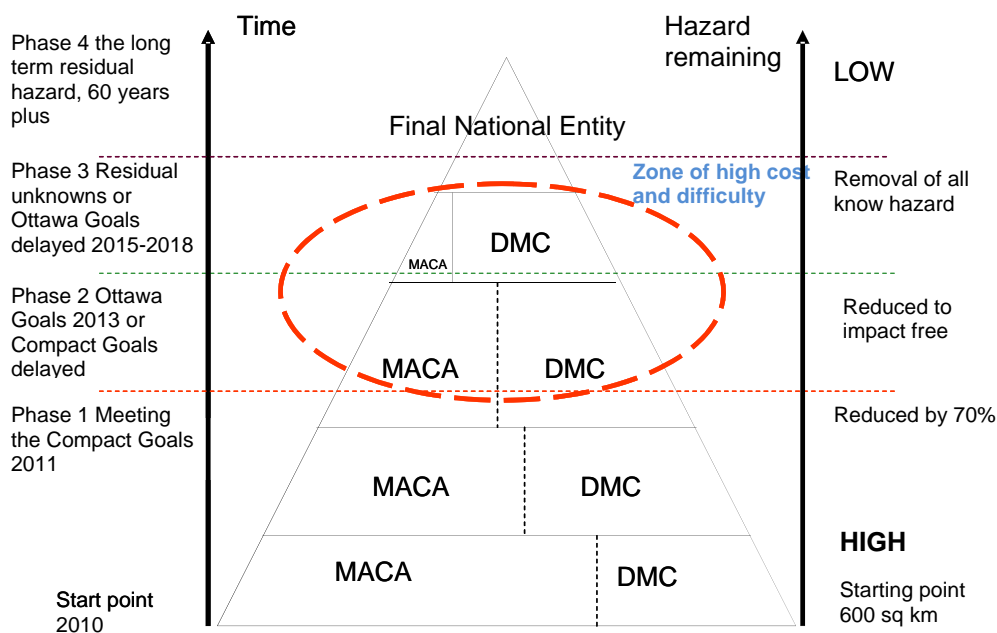 Phase 4 the long
term residual
hazard, 60 years
plus
Time
Hazard
remaining
LOW
Final National Entity
Phase 3 Residual
unknowns or
Ottawa Goals
delayed 2015-2018
Zone of high cost
and difficulty
Removal of all
know hazard
DMC
MACA
Phase 2 Ottawa
Goals 2013 or
Compact Goals
delayed
Reduced to
impact free
MACA
DMC
Phase 1 Meeting
the Compact Goals
2011
Reduced by 70%
MACA
DMC
HIGH
MACA
DMC
Start point
2010
Starting point
600 sq km